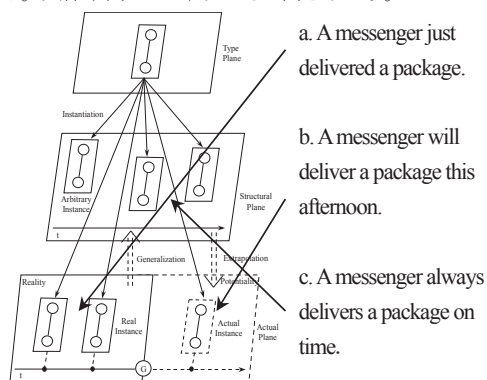 Type
Plane
a. A messenger just
delivered a package.
Instantiation
b. A messenger will
deliver a package this
afternoon.
Arbitrary
Instance
Structural
Plane
t
Generalization
Extrapolation
c. A messenger always
delivers a package on
time.
Reality
Potentiality
Real
Instance
Actual
Instance
Actual
Plane
t
G